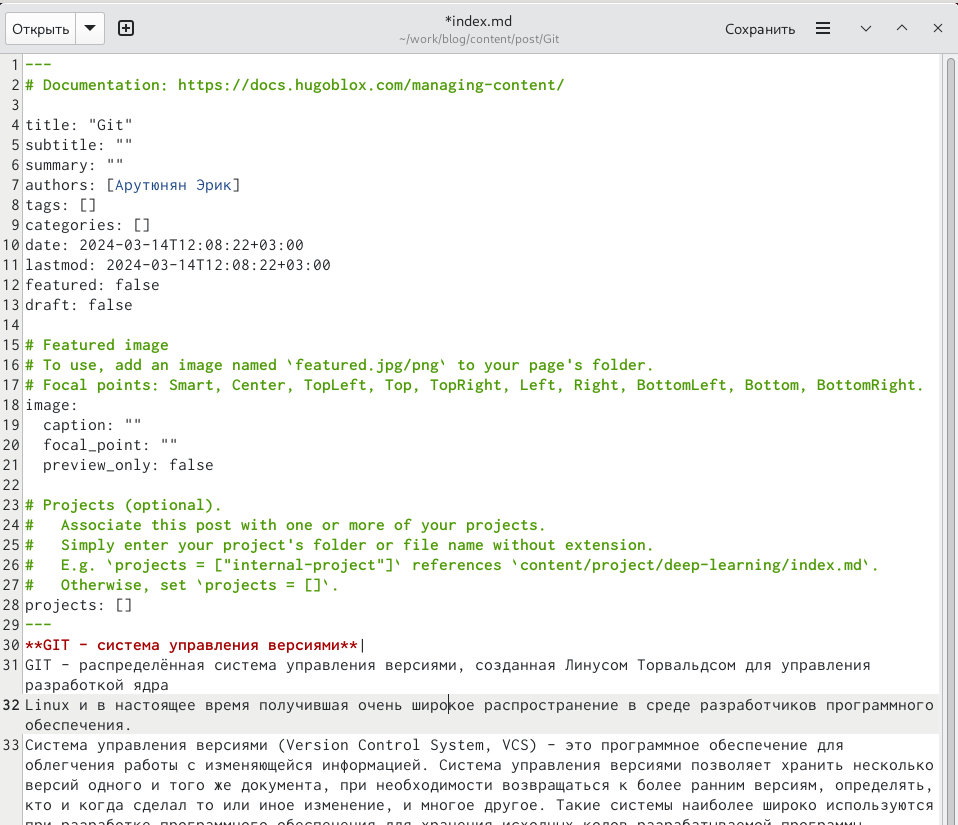 Открыть
*index.md
~/work/blog/content/post/Git
Сохранить
1 ---
2 # Documentation: https://docs.hugoblox.com/managing-content/
3
4 title: "Git"
5 subtitle: ""
6 summary: ""
7 authors: [Арутюнян Эрик]
8 tags: []
9 categories: []
10 date: 2024-03-14T12:08:22+03:00
11 lastmod: 2024-03-14T12:08:22+03:00
12 featured: false
13 draft: false
14
15 # Featured image
16 # To use, add an image named `featured.jpg/png` to your page's folder.
17 # Focal points: Smart, Center, TopLeft, Top, TopRight, Left, Right, BottomLeft, Bottom, BottomRight.
18 image:
19   caption: ""
20   focal_point: ""
21   preview_only: false
22
23 # Projects (optional).
24 #   Associate this post with one or more of your projects.
25 #   Simply enter your project's folder or file name without extension.
26 #   E.g. `projects = ["internal-project"]` references `content/project/deep-learning/index.md`.
27 #   Otherwise, set `projects = []`.
28 projects: []
29 ---
30 **GIT - система управления версиями**|
31 GIT - распределённая система управления версиями, созданная Линусом Торвальдсом для управления
разработкой ядра
32 Linux и в настоящее время получившая очень широкое распространение в среде разработчиков программного
обеспечения.
33 Система управления версиями (Version Control System, VCS) - это программное обеспечение для
облегчения работы с изменяющейся информацией. Система управления версиями позволяет хранить несколько
версий одного и того же документа, при необходимости возвращаться к более ранним версиям, определять,
кто и когда сделал то или иное изменение, и многое другое. Такие системы наиболее широко используются
при разработке программного обеспечения для хранения исходных кодов разрабатываемой программы.